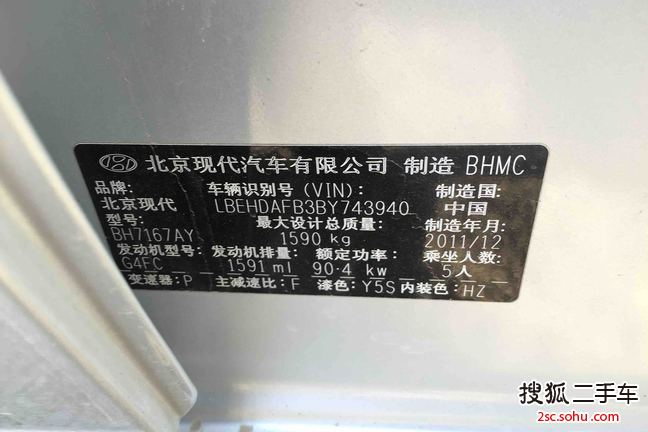 北京现代汽车有限公司 制造 BHMC
品牌: 车辆识别号(VIN): 制造国:
北京现代 LBEHDAFB3BY743940 中国
型号: 最大设计总质量: 制造年月:
BH7167AY 1590 kg 2011/12
发动机型号: 发动机排量: 额定功率: 乘坐人数:
G4FC 1591 ml 90.4 kw 5人
变速器: P 主减速比: F 漆色: Y5S 内装色: HZ
搜狐二手车
2sc.sohu.com